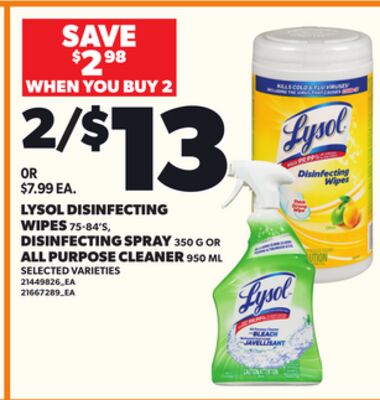 SAVE
$2.98
WHEN YOU BUY 2
2/$13
OR
$7.99 EA.
LYSOL DISINFECTING
WIPES 75-84'S,
DISINFECTING SPRAY 350 G OR
ALL PURPOSE CLEANER 950 ML
SELECTED VARIETIES
21449826_EA
21667289_EA
KILLS COLD & FLU VIRUSES
Lysol
Disinfecting
Wipes
Lysol
BLEACH
JAVELLISANT
CAUTION